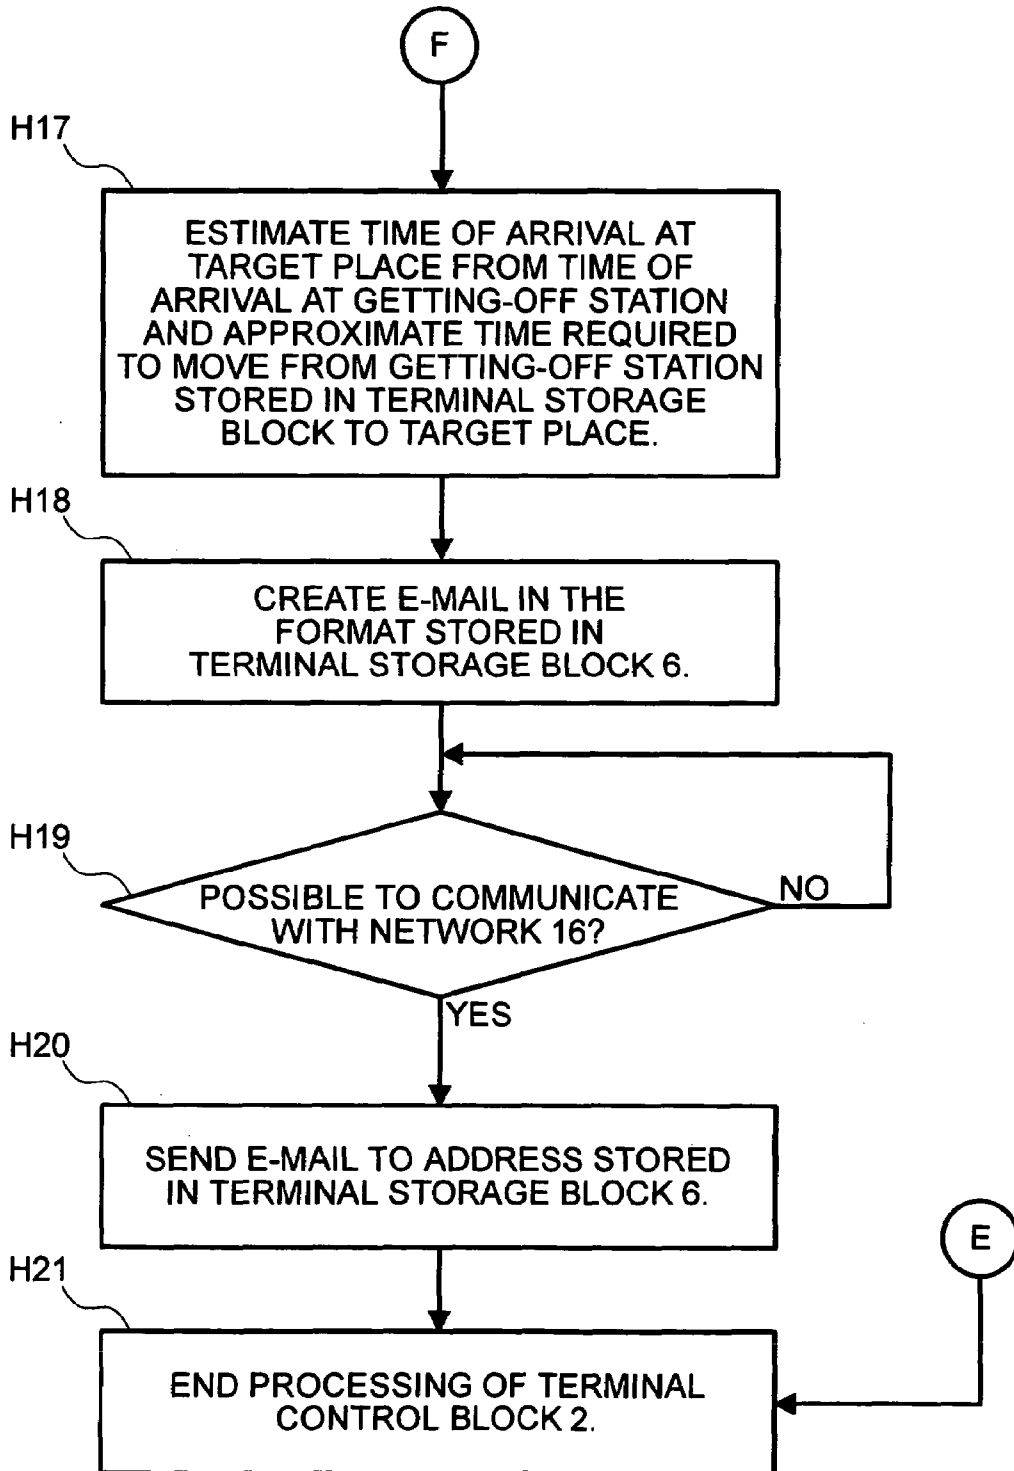 F
H17
ESTIMATE TIME OF ARRIVAL AT
TARGET PLACE FROM TIME OF
ARRIVAL AT GETTING-OFF STATION
AND APPROXIMATE TIME REQUIRED
TO MOVE FROM GETTING-OFF STATION
STORED IN TERMINAL STORAGE
BLOCK TO TARGET PLACE.
H18
CREATE E-MAIL IN THE
FORMAT STORED IN
TERMINAL STORAGE BLOCK 6.
H19
POSSIBLE TO COMMUNICATE
WITH NETWORK 16?
NO
YES
H20
SEND E-MAIL TO ADDRESS STORED
IN TERMINAL STORAGE BLOCK 6.
E
H21
END PROCESSING OF TERMINAL
CONTROL BLOCK 2.